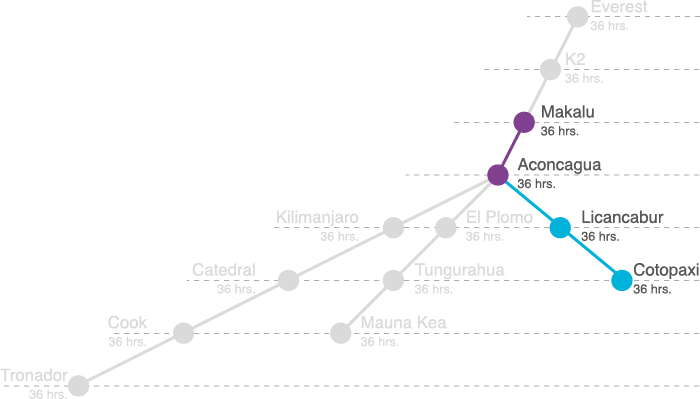 Everest
36 hrs.
K2
36 hrs.
Makalu
36 hrs.
Aconcagua
36 hrs.
Kilimanjaro
36 hrs.
El Plomo
36 hrs.
Licancabur
36 hrs.
Catedral
36 hrs.
Tungurahua
36 hrs.
Cotopaxi
36 hrs.
Cook
36 hrs.
Mauna Kea
36 hrs.
Tronador
36 hrs.